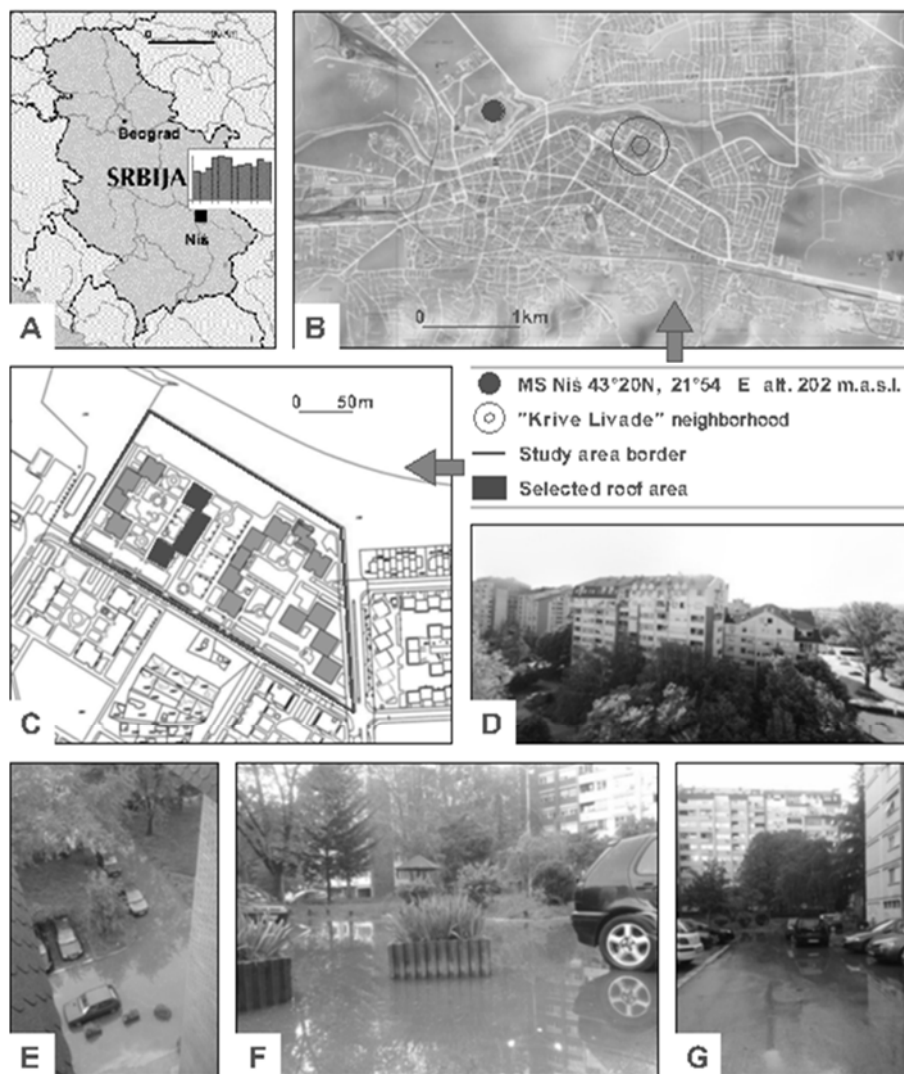 Beograd
SRBIJA
Niš
A
0 1km
B
MS Niš 43°20N, 21°54 E alt. 202 m.a.s.l.
"Krive Livade" neighborhood
Study area border
Selected roof area
0 50m
C
D
E
F
G